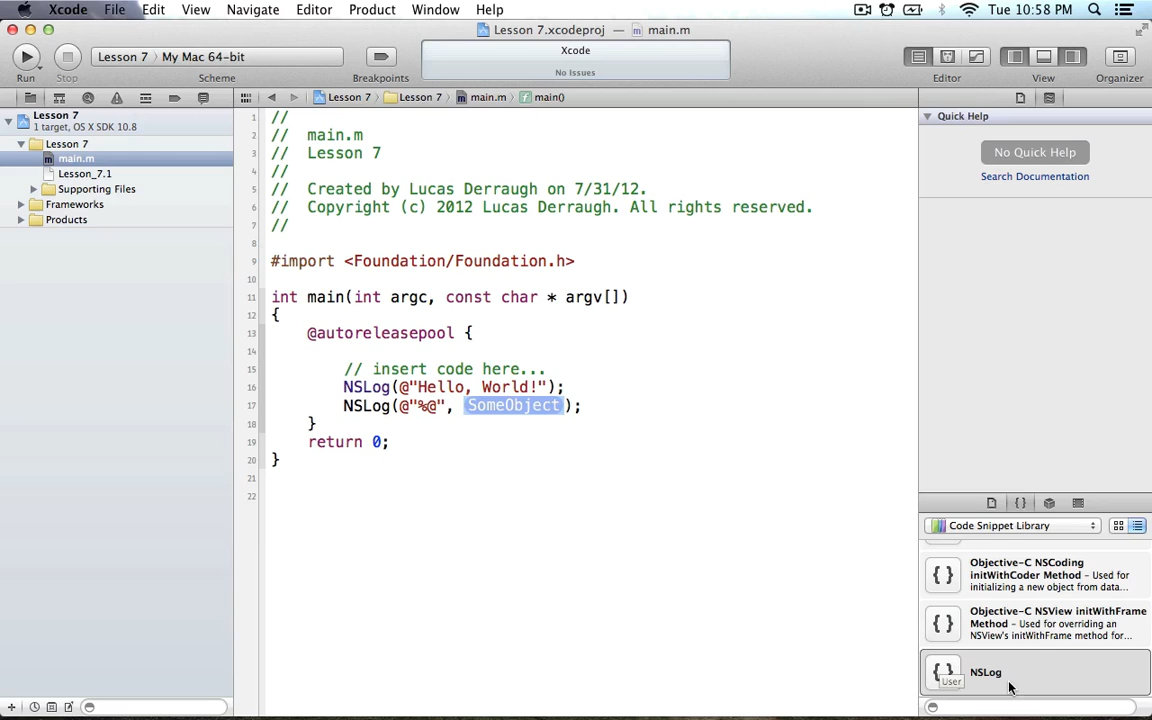 Xcode File Edit View Navigate Editor Product Window Help Tue 10:58 PM
Lesson 7.xcodeproj — main.m
Run Stop
Lesson 7 My Mac 64-bit
Scheme
Breakpoints
Xcode
No Issues
Editor View Organizer
Lesson 7
1 target, OS X SDK 10.8
Lesson 7
main.m
Lesson_7.1
Supporting Files
Frameworks
Products
Lesson 7 Lesson 7 main.m main()
1 //
2 // main.m
3 // Lesson 7
4 //
5 // Created by Lucas Derraugh on 7/31/12.
6 // Copyright (c) 2012 Lucas Derraugh. All rights reserved.
7 //
8
9 #import <Foundation/Foundation.h>
10
11 int main(int argc, const char * argv[])
12 {
13 @autoreleasepool {
14
15 // insert code here...
16 NSLog(@"Hello, World!");
17 NSLog(@"%@", SomeObject);
18 }
19 return 0;
20 }
21
22
Quick Help
No Quick Help
Search Documentation
Code Snippet Library
Objective-C NSCoding
initWithCoder Method – Used for
initializing a new object from data...
Objective-C NSView initWithFrame
Method – Used for overriding an
NSView's initWithFrame method for...
NSLog
User